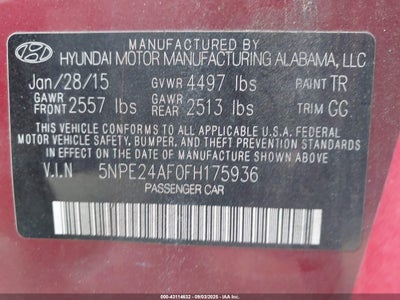 MANUFACTURED BY
HYUNDAI MOTOR MANUFACTURING ALABAMA, LLC
Jan/28/15 GVWR 4497 lbs PAINT TR
GAWR FRONT 2557 lbs GAWR REAR 2513 lbs TRIM GG
THIS VEHICLE CONFORMS TO ALL APPLICABLE U.S.A. FEDERAL
MOTOR VEHICLE SAFETY, BUMPER, AND THEFT PREVENTION
STANDARDS IN EFFECT ON THE DATE OF MANUFACTURE SHOWN ABOVE.
V.I.N 5NPE24AF0FH175936
PASSENGER CAR
000-43114632 - 09/03/2025 - IAAI.COM